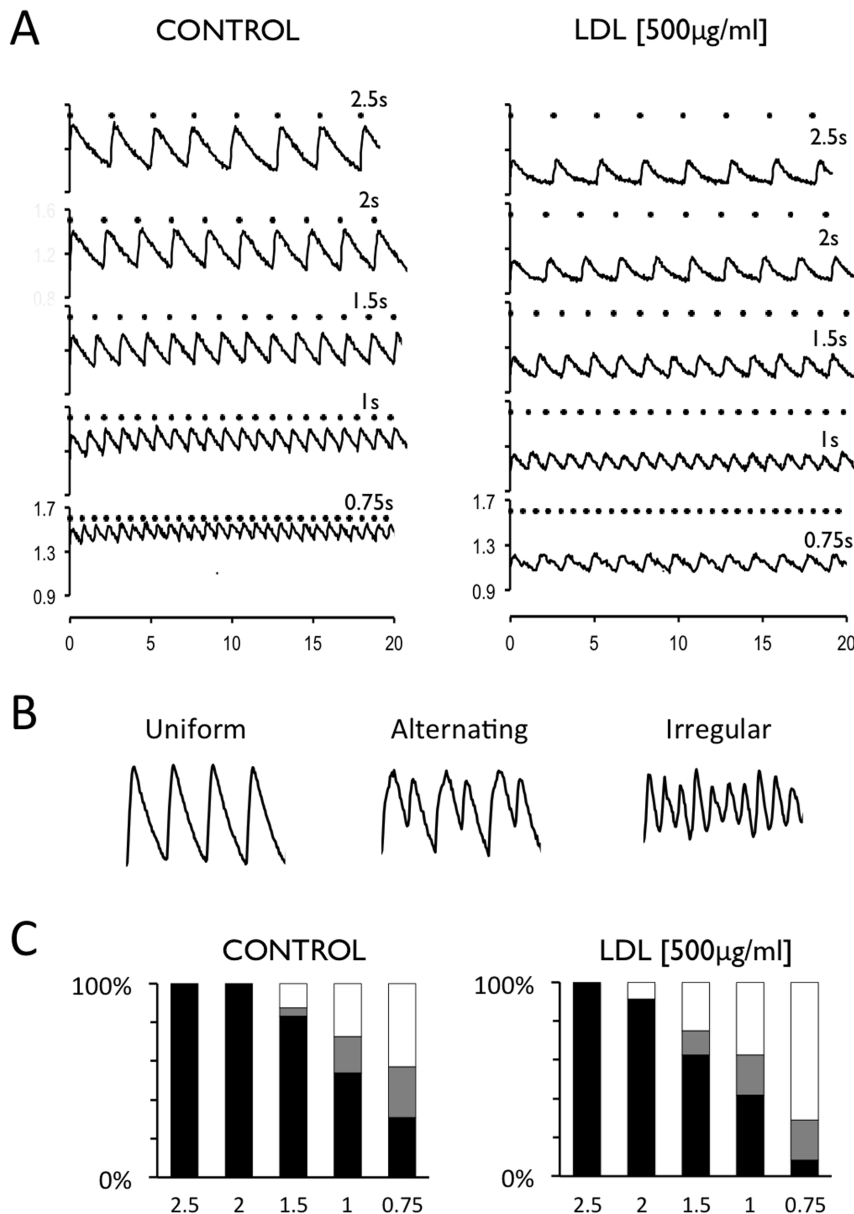 A
CONTROL
LDL [500µg/ml]
2.5s
2.5s
1.6
2s
1.2
2s
0.8
1.5s
1.5s
1s
1s
1.7
0.75s
1.7
1.3
0.75s
1.3
0.9
0.9
0 5 10 15 20
0 5 10 15 20
B
Uniform Alternating Irregular
C
CONTROL
LDL [500µg/ml]
100%
100%
0%
0%
2.5 2 1.5 1 0.75
2.5 2 1.5 1 0.75